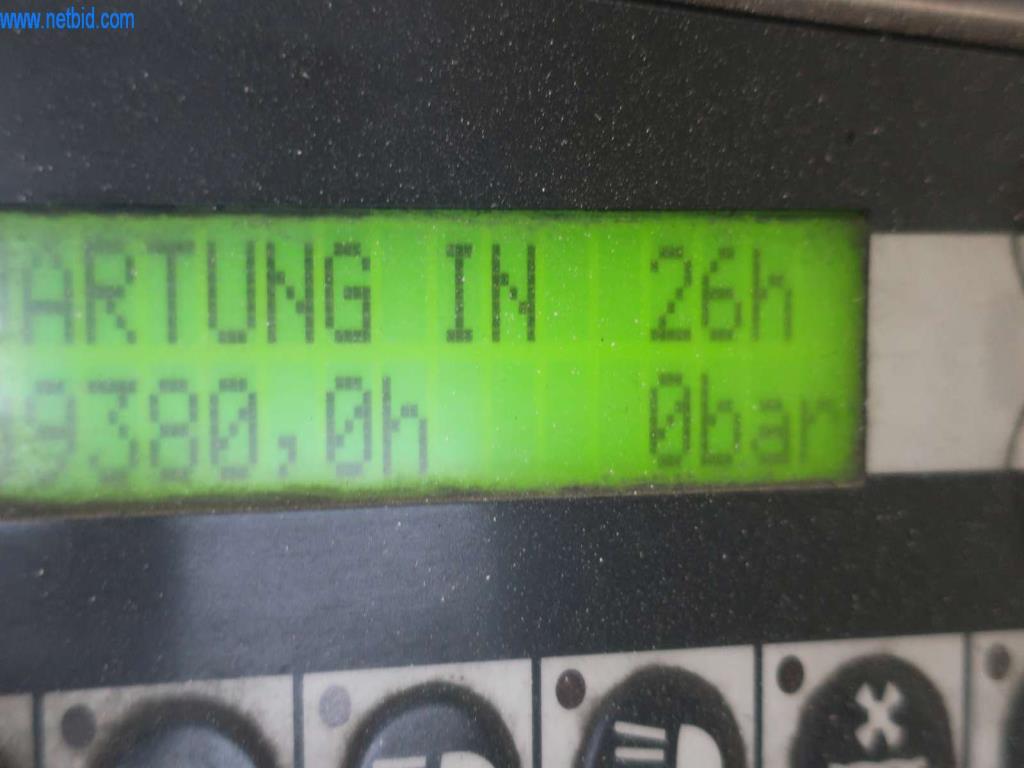 www.netbid.com
ARTUNG IN 26h
9380,0h 0bar